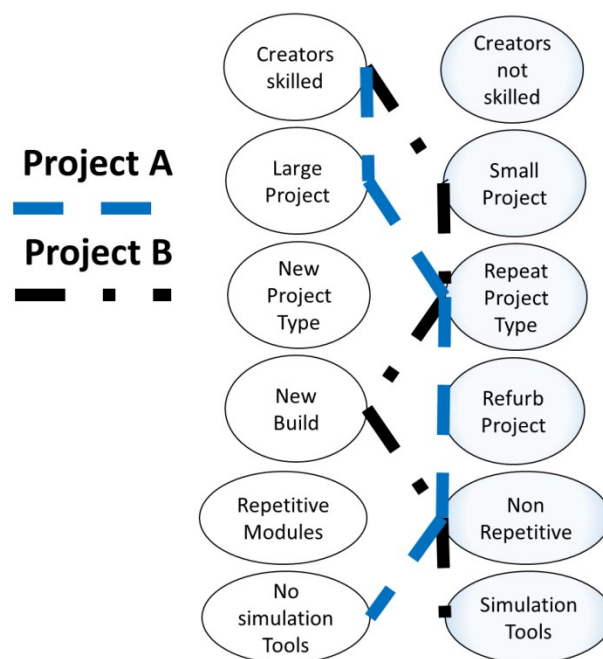 Creators
skilled
Creators
not
skilled
Project A
Large
Project
Small
Project
Project B
New
Project
Type
Repeat
Project
Type
New
Build
Refurb
Project
Repetitive
Modules
Non
Repetitive
No
simulation
Tools
Simulation
Tools